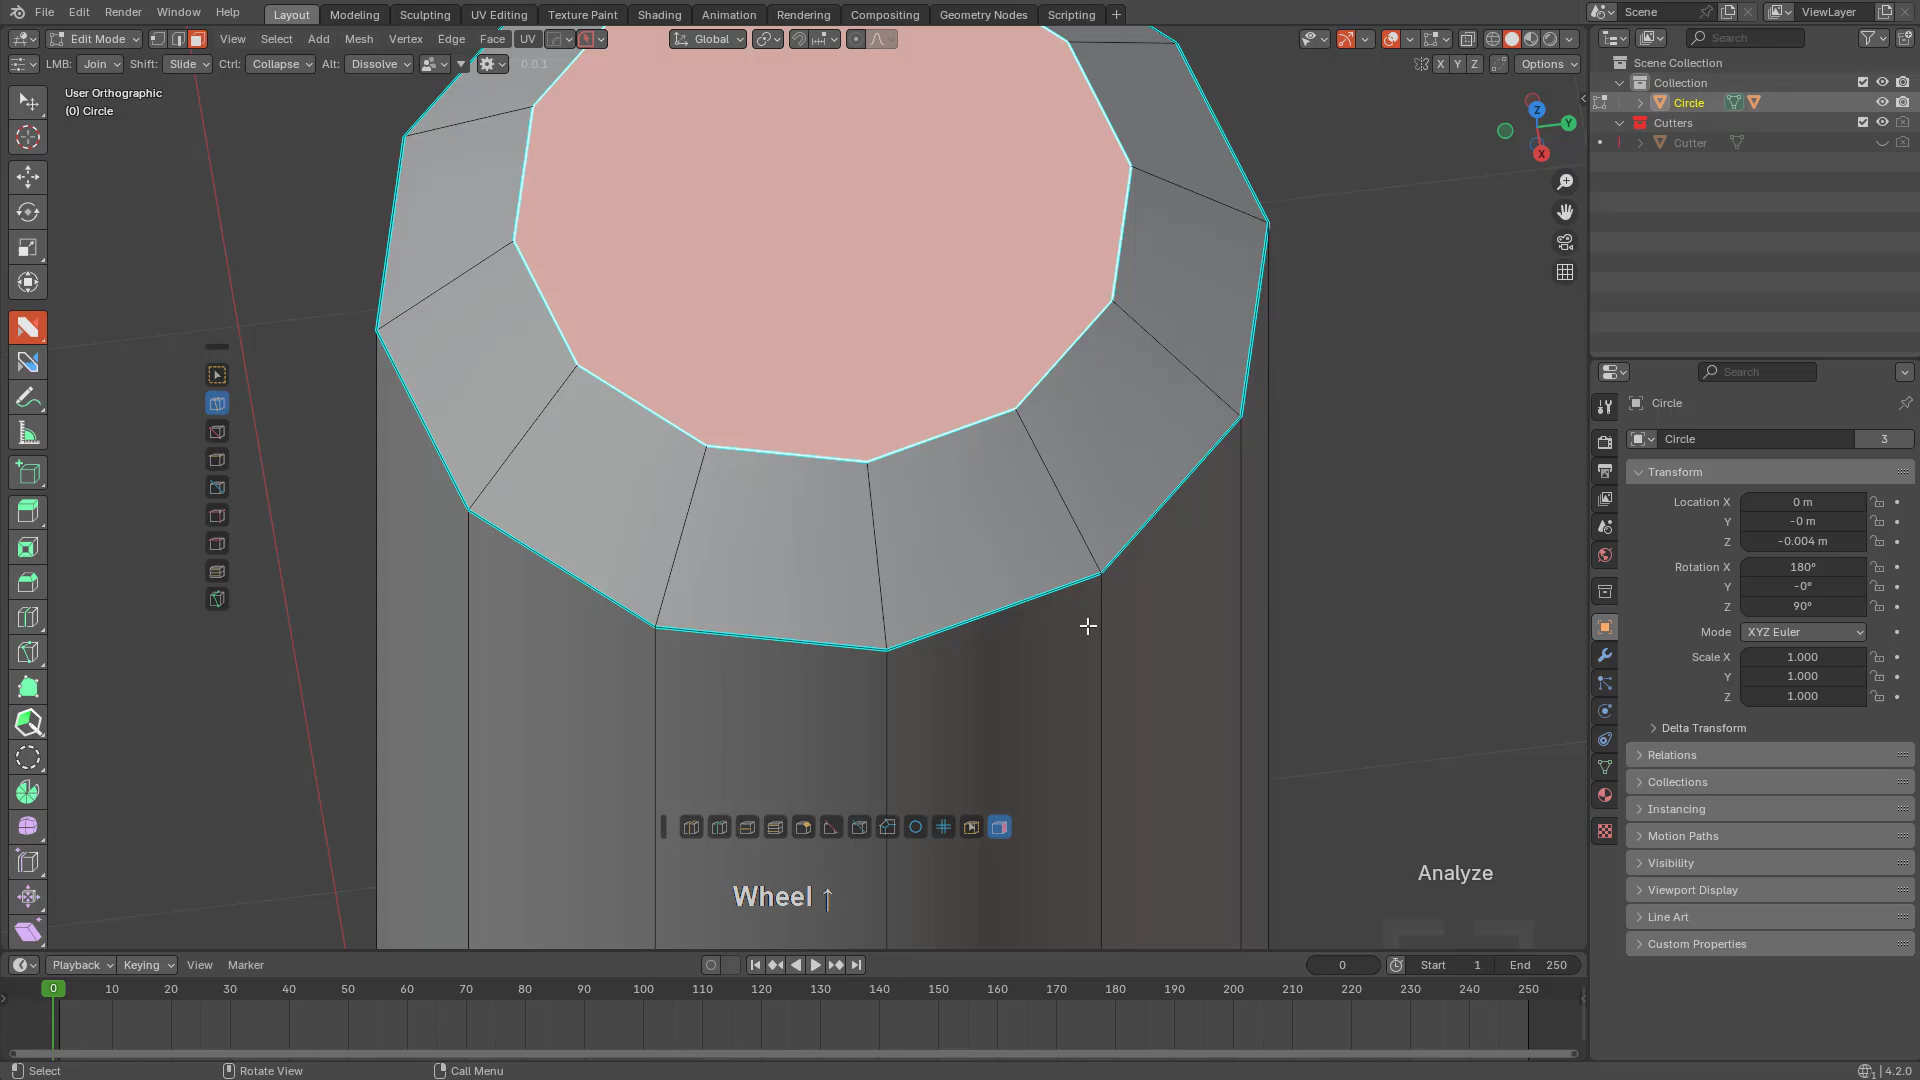 File Edit Render Window Help Layout Modeling Sculpting UV Editing Texture Paint Shading Animation Rendering Compositing Geometry Nodes Scripting + Scene ViewLayer
Edit Mode View Select Add Mesh Vertex Edge Face UV Global Search
LMB: Join Shift: Slide Ctrl: Collapse Alt: Dissolve 0.0.1 X Y Z Options
Scene Collection
Collection
Circle
Cutters
Cutter
User Orthographic
(0) Circle
Z
Y
X
Search
Circle
Circle 3
Transform
Location X 0 m
Y -0 m
Z -0.004 m
Rotation X 180°
Y -0°
Z 90°
Mode XYZ Euler
Scale X 1.000
Y 1.000
Z 1.000
Delta Transform
Relations
Collections
Instancing
Motion Paths
Visibility
Viewport Display
Line Art
Custom Properties
Analyze
Wheel ↑
Playback Keying View Marker 0 Start 1 End 250
0 10 20 30 40 50 60 70 80 90 100 110 120 130 140 150 160 170 180 190 200 210 220 230 240 250
Select Rotate View Call Menu 4.2.0